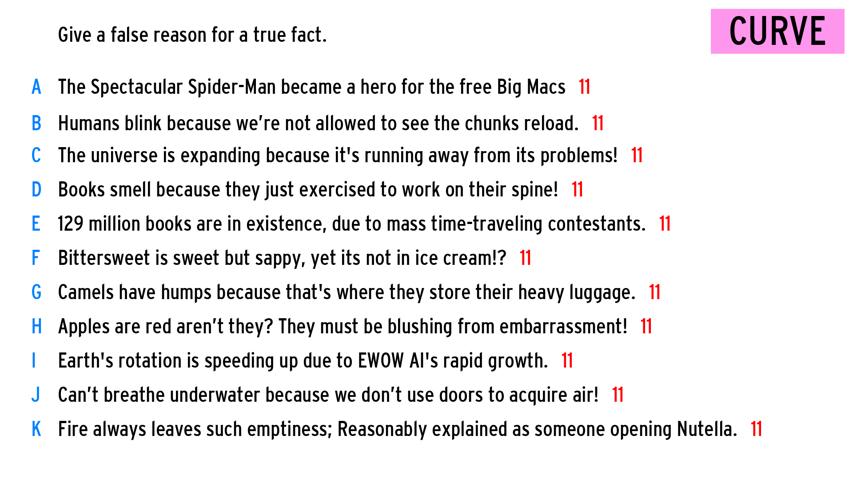 Give a false reason for a true fact.
CURVE
A The Spectacular Spider-Man became a hero for the free Big Macs 11
B Humans blink because we’re not allowed to see the chunks reload. 11
C The universe is expanding because it's running away from its problems! 11
D Books smell because they just exercised to work on their spine! 11
E 129 million books are in existence, due to mass time-traveling contestants. 11
F Bittersweet is sweet but sappy, yet its not in ice cream!? 11
G Camels have humps because that's where they store their heavy luggage. 11
H Apples are red aren’t they? They must be blushing from embarrassment! 11
I Earth's rotation is speeding up due to EWOW AI's rapid growth. 11
J Can’t breathe underwater because we don’t use doors to acquire air! 11
K Fire always leaves such emptiness; Reasonably explained as someone opening Nutella. 11